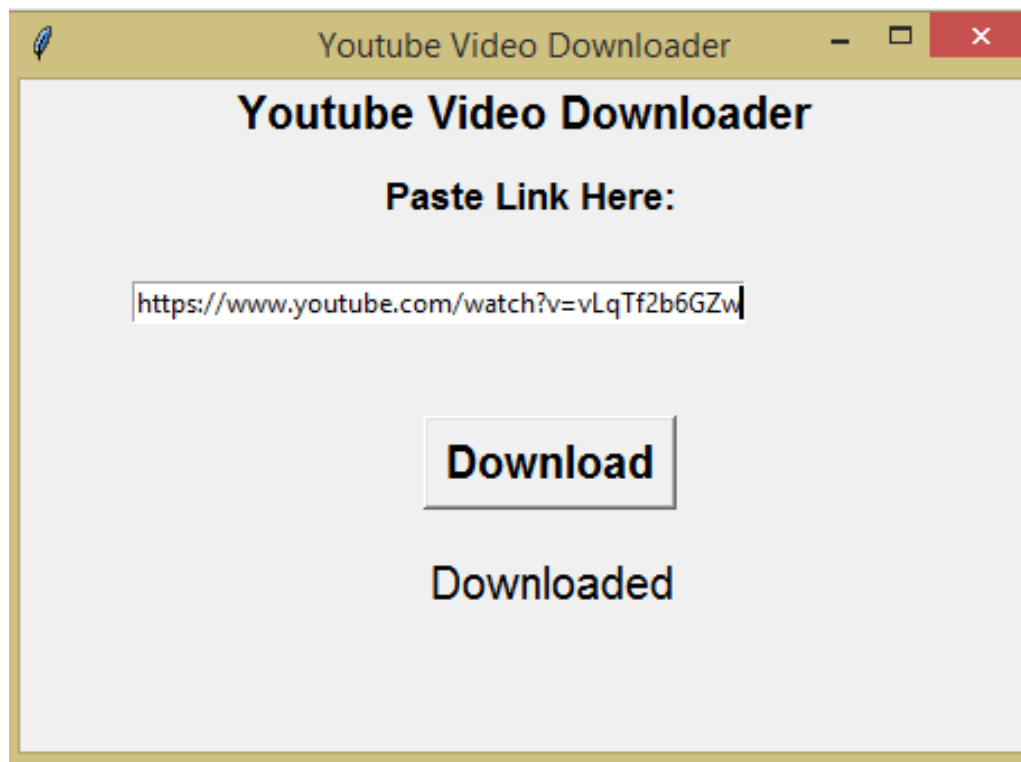 Youtube Video Downloader
Youtube Video Downloader
Paste Link Here:
https://www.youtube.com/watch?v=vLqTf2b6GZw
Download
Downloaded